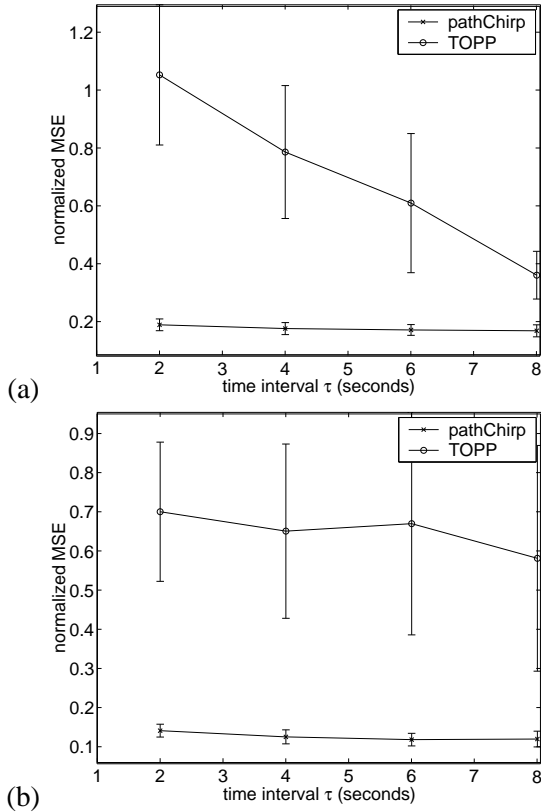 pathChirp
TOPP
1.2
1
0.8
0.6
0.4
0.2
normalized MSE
1 2 3 4 5 6 7 8
time interval τ (seconds)
(a)
pathChirp
TOPP
0.9
0.8
0.7
0.6
0.5
0.4
0.3
0.2
0.1
normalized MSE
1 2 3 4 5 6 7 8
time interval τ (seconds)
(b)